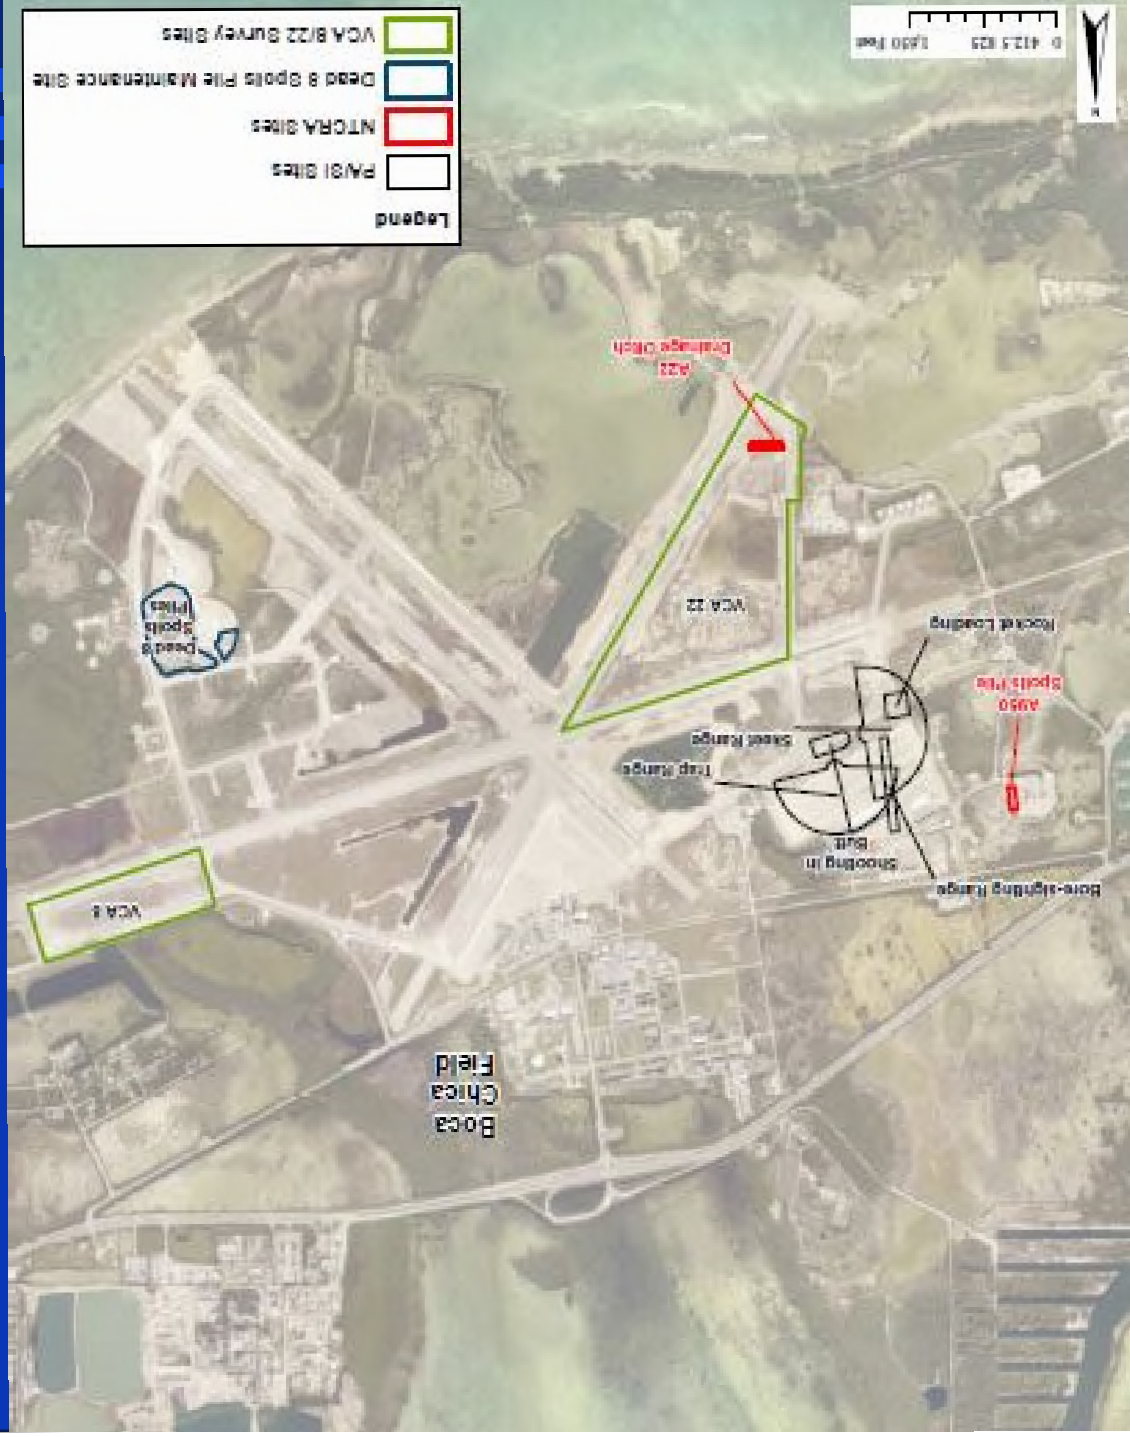 Boca
Chica
Field
VCA 8
Bore-sighting Range
Shooting In
Butt
Trap Range
Skeet Range
A950
Spoils Pile
Rocket Loading
Dead 8
Spoils
Piles
VCA 22
A22
Drainage Ditch
Legend
PA/SI Sites
NTCRA Sites
Dead 8 Spoils Pile Maintenance Site
VCA 8/22 Survey Sites
N
0 412.5 825 1,650 Feet